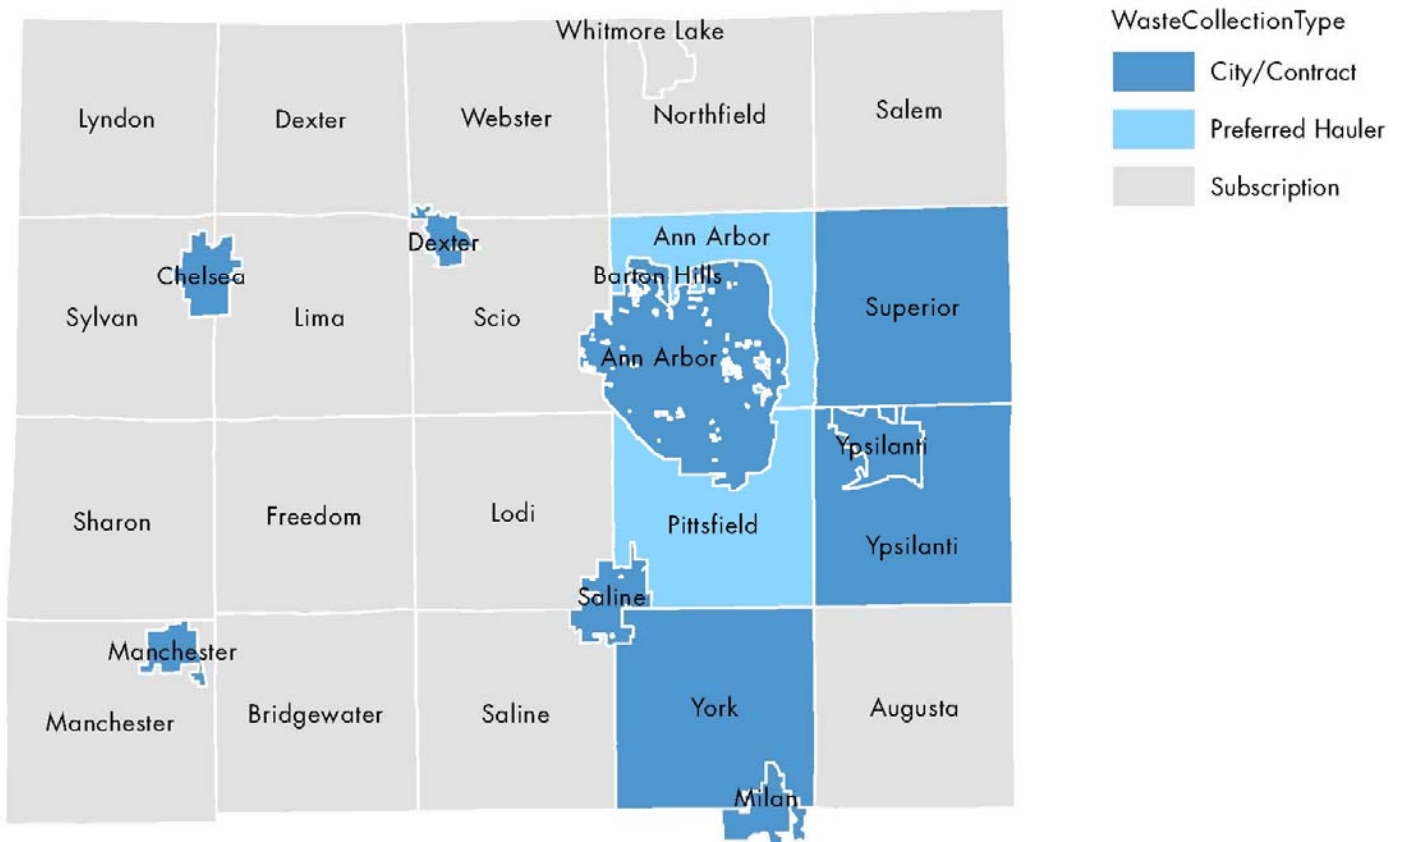 Whitmore Lake
WasteCollectionType
City/Contract
Preferred Hauler
Subscription
Lyndon
Dexter
Webster
Northfield
Salem
Ann Arbor
Dexter
Barton Hills
Chelsea
Sylvan
Lima
Scio
Superior
Ann Arbor
Ypsilanti
Sharon
Freedom
Lodi
Pittsfield
Ypsilanti
Saline
Manchester
Manchester
Bridgewater
Saline
York
Augusta
Milan